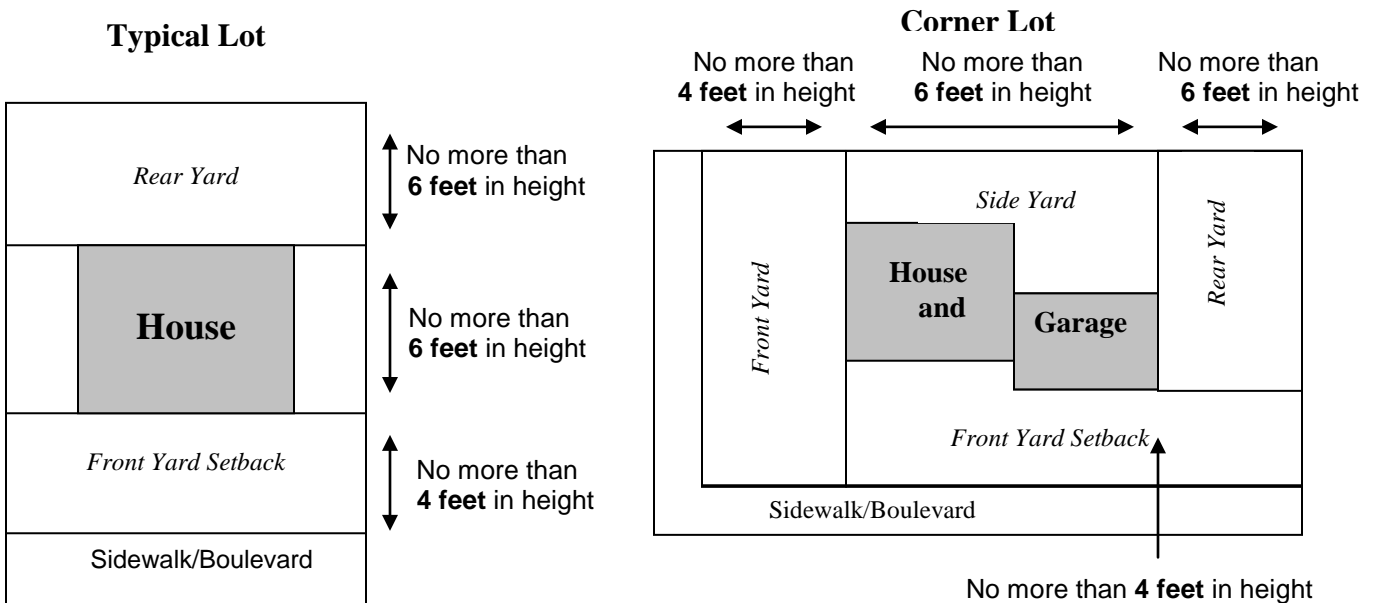 Typical Lot
Rear Yard
No more than
6 feet in height
House
No more than
6 feet in height
Front Yard Setback
No more than
4 feet in height
Sidewalk/Boulevard
Corner Lot
No more than
4 feet in height
No more than
6 feet in height
No more than
6 feet in height
Front Yard
Side Yard
Rear Yard
House
and
Garage
Front Yard Setback
Sidewalk/Boulevard
No more than 4 feet in height